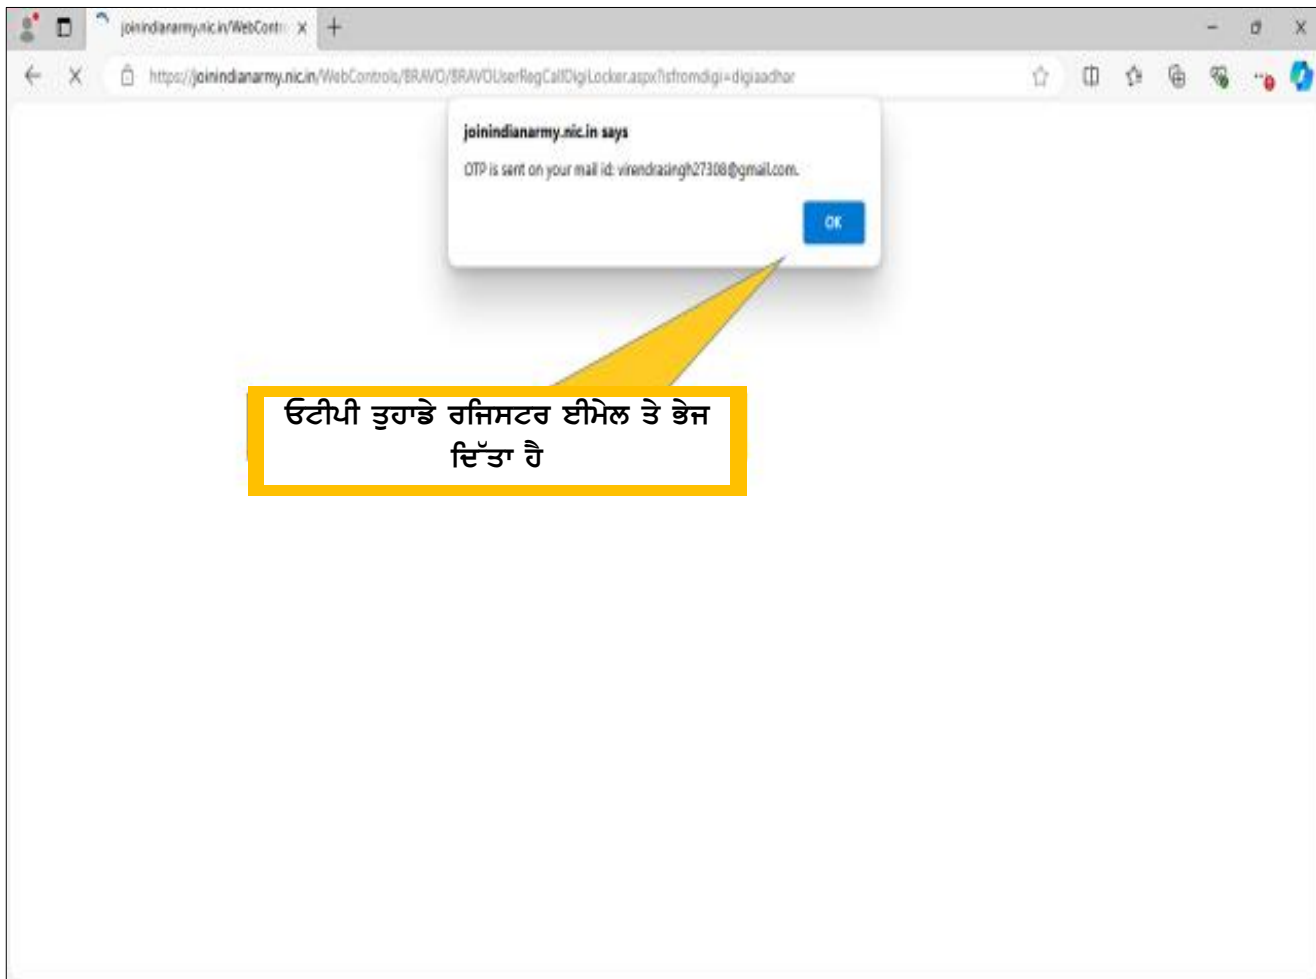 joinindianarmy.nic.in/WebContr
https://joinindianarmy.nic.in/WebControls/BRAVO/BRAVOUserRegCallDigiLocker.aspx?isfromdigi=digiaadhar
joinindianarmy.nic.in says
OTP is sent on your mail id: virendrasingh27308@gmail.com.
OK
ਓਟੀਪੀ ਤੁਹਾਡੇ ਰਜਿਸਟਰ ਈਮੇਲ ਤੇ ਭੇਜ
ਦਿੱਤਾ ਹੈ